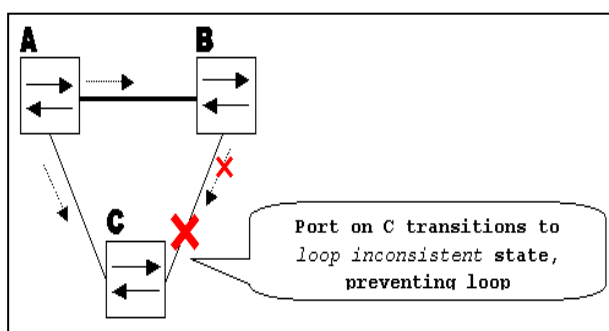 A
B
C
Port on C transitions to
loop inconsistent state,
preventing loop